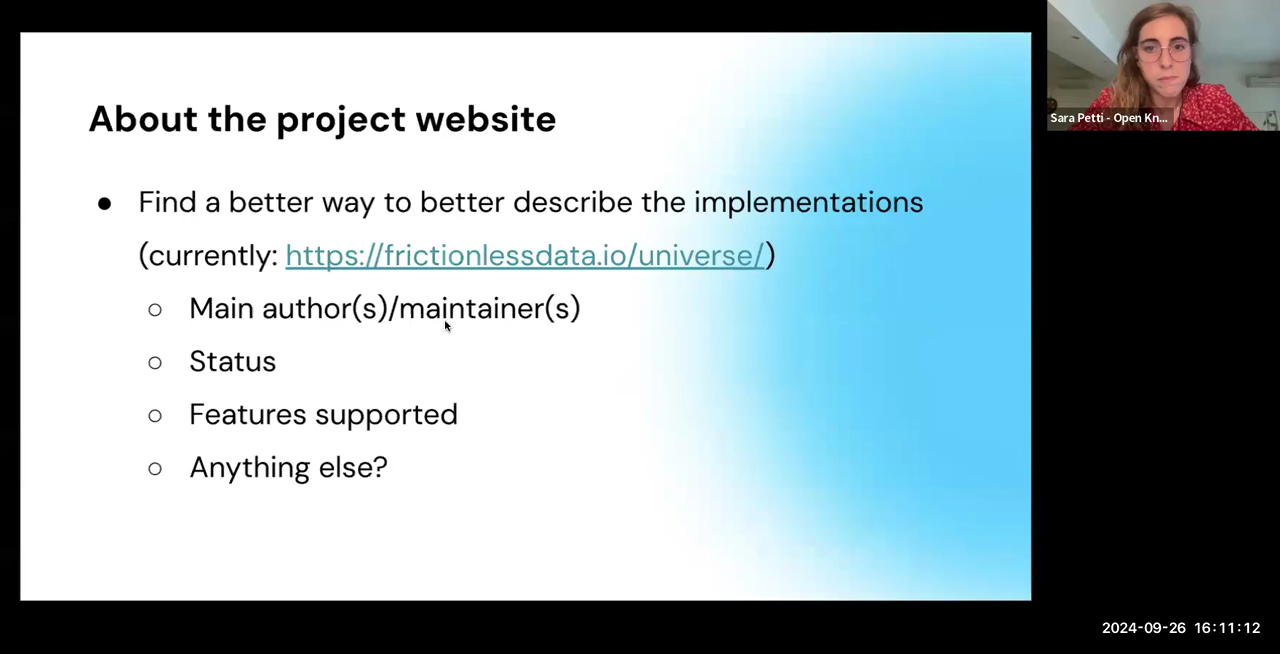 About the project website
● Find a better way to better describe the implementations
(currently: https://frictionlessdata.io/universe/)
○ Main author(s)/maintainer(s)
○ Status
○ Features supported
○ Anything else?
Sara Petti - Open Kn...
2024-09-26 16:11:12